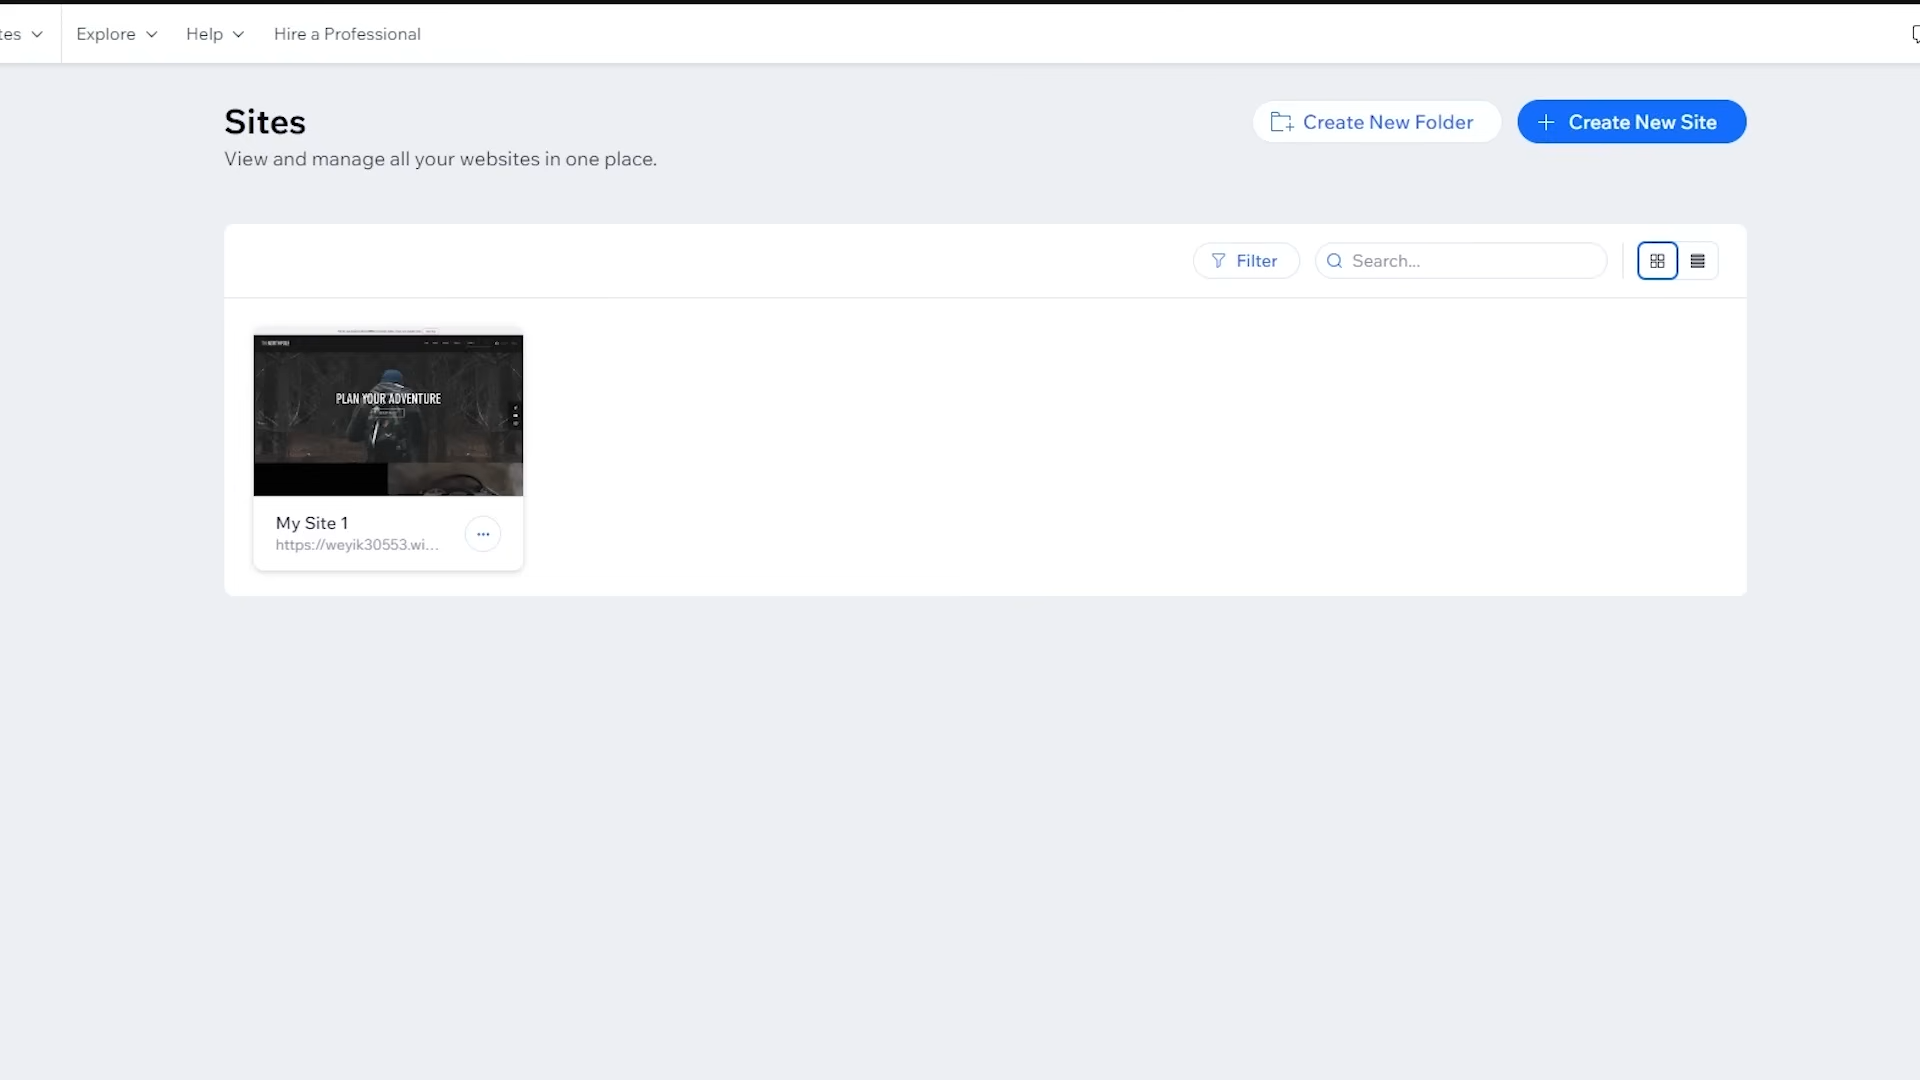 tes
Explore
Help
Hire a Professional
Sites
View and manage all your websites in one place.
Create New Folder
Create New Site
Filter
Search...
PLAN YOUR ADVENTURE
My Site 1
https://weyik30553.wi...